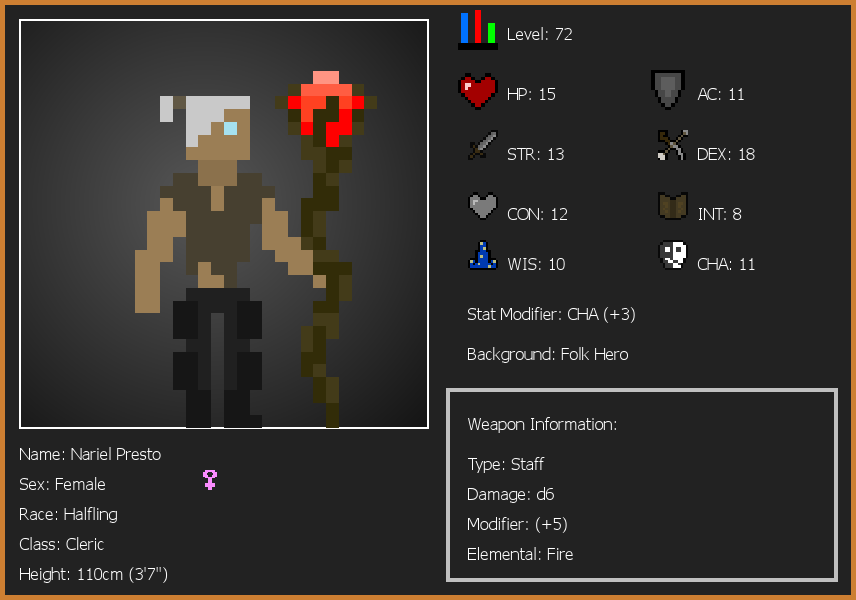 Level: 72
HP: 15
AC: 11
STR: 13
DEX: 18
CON: 12
INT: 8
WIS: 10
CHA: 11
Stat Modifier: CHA (+3)
Background: Folk Hero
Weapon Information:
Type: Staff
Damage: d6
Modifier: (+5)
Elemental: Fire
Name: Nariel Presto
Sex: Female
Race: Halfling
Class: Cleric
Height: 110cm (3'7")